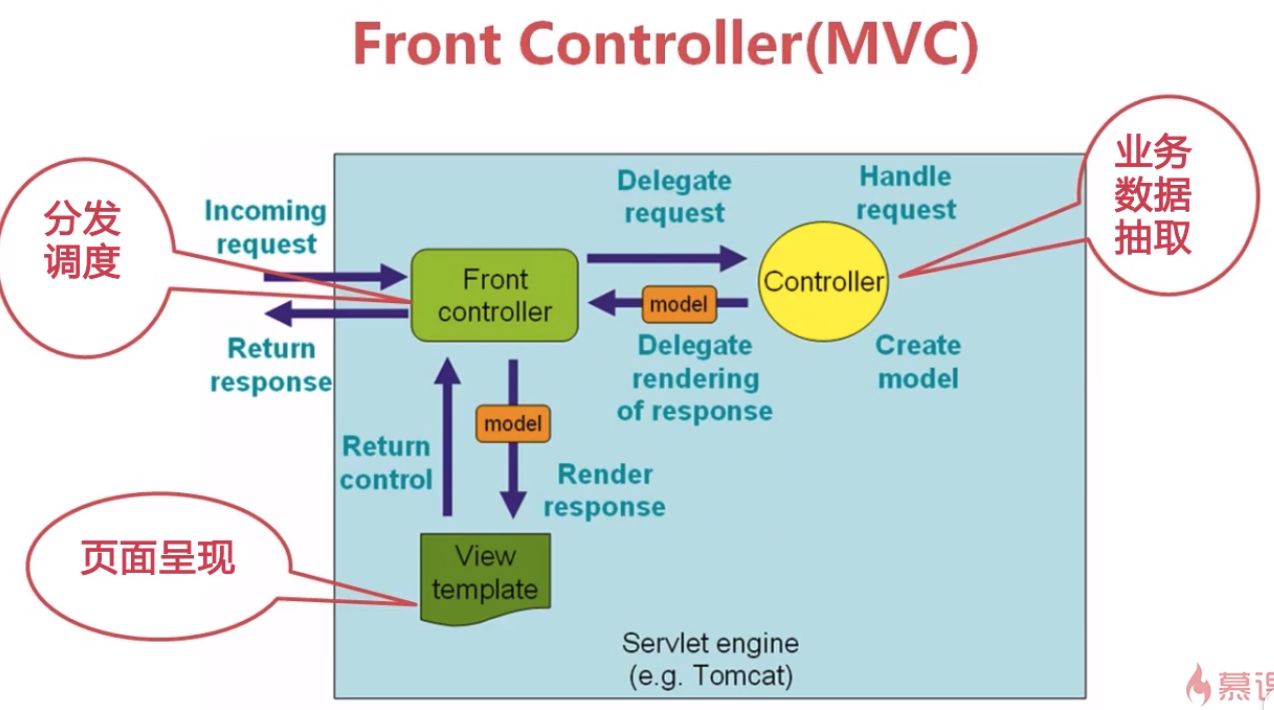 Front Controller(MVC)
业务
数据
抽取
分发
调度
Incoming
request
Delegate
request
Handle
request
Front
controller
Controller
model
Return
response
Delegate
rendering
of response
Create
model
model
Return
control
Render
response
页面呈现
View
template
Servlet engine
(e.g. Tomcat)
慕